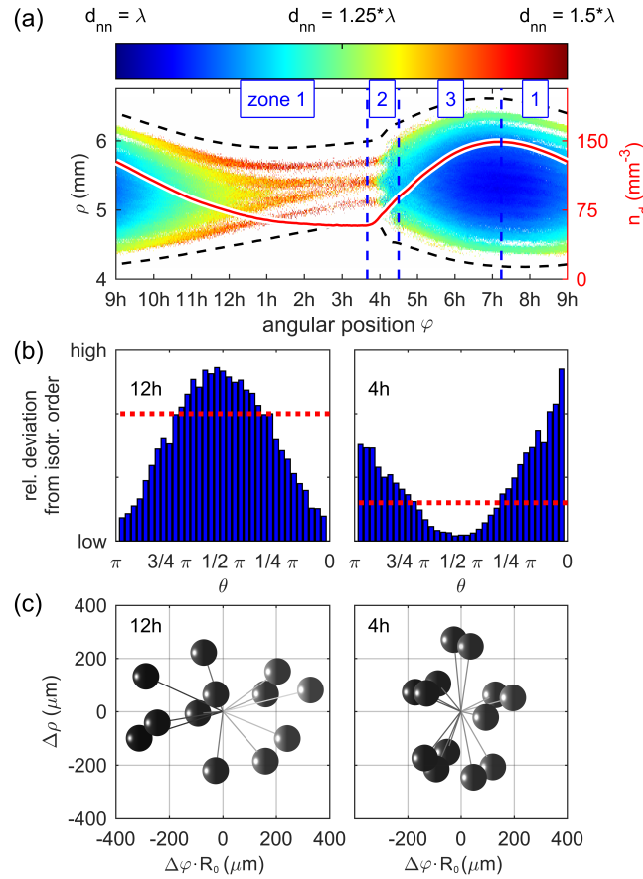 (a)
d_nn = λ d_nn = 1.25*λ d_nn = 1.5*λ
zone 1 2 3 1
6
5
4
ρ (mm)
150
75
0
n_d (mm⁻³)
9h 10h 11h 12h 1h 2h 3h 4h 5h 6h 7h 8h 9h
angular position φ
(b)
high
low
rel. deviation
from isotr. order
12h 4h
π 3/4 π 1/2 π 1/4 π 0
θ
π 3/4 π 1/2 π 1/4 π 0
θ
(c)
400
200
0
-200
-400
Δρ (μm)
12h 4h
-400 -200 0 200 400
Δφ·R₀ (μm)
-400 -200 0 200 400
Δφ·R₀ (μm)